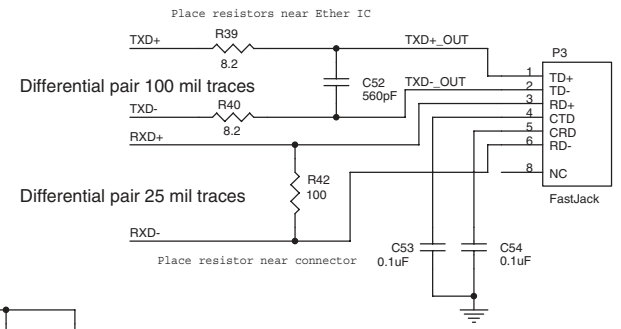 Place resistors near Ether IC
TXD+
R39
8.2
TXD+_OUT
P3
Differential pair 100 mil traces
C52
560pF
TXD-_OUT
1
TD+
2
TD-
3
RD+
4
CTD
5
CRD
6
RD-
8
NC
FastJack
TXD-
R40
8.2
RXD+
R42
100
Differential pair 25 mil traces
RXD-
Place resistor near connector
C53
0.1uF
C54
0.1uF